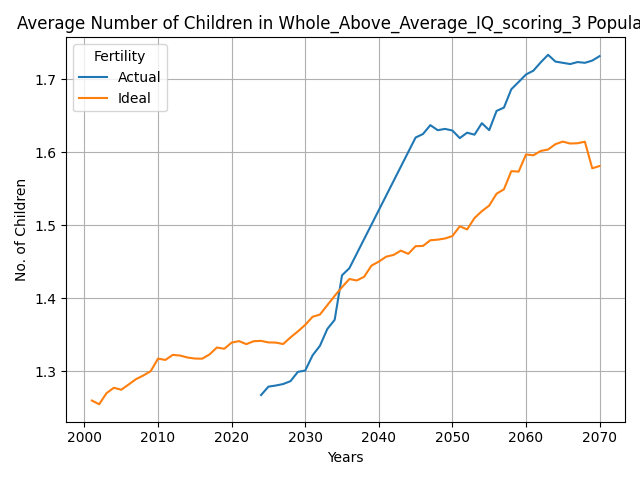 Average Number of Children in Whole_Above_Average_IQ_scoring_3 Popula
Fertility
Actual
Ideal
No. of Children
1.7
1.6
1.5
1.4
1.3
2000 2010 2020 2030 2040 2050 2060 2070
Years